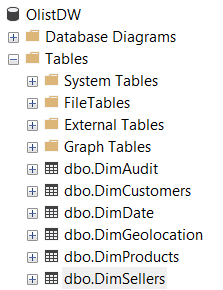 OlistDW
Database Diagrams
Tables
System Tables
FileTables
External Tables
Graph Tables
dbo.DimAudit
dbo.DimCustomers
dbo.DimDate
dbo.DimGeolocation
dbo.DimProducts
dbo.DimSellers